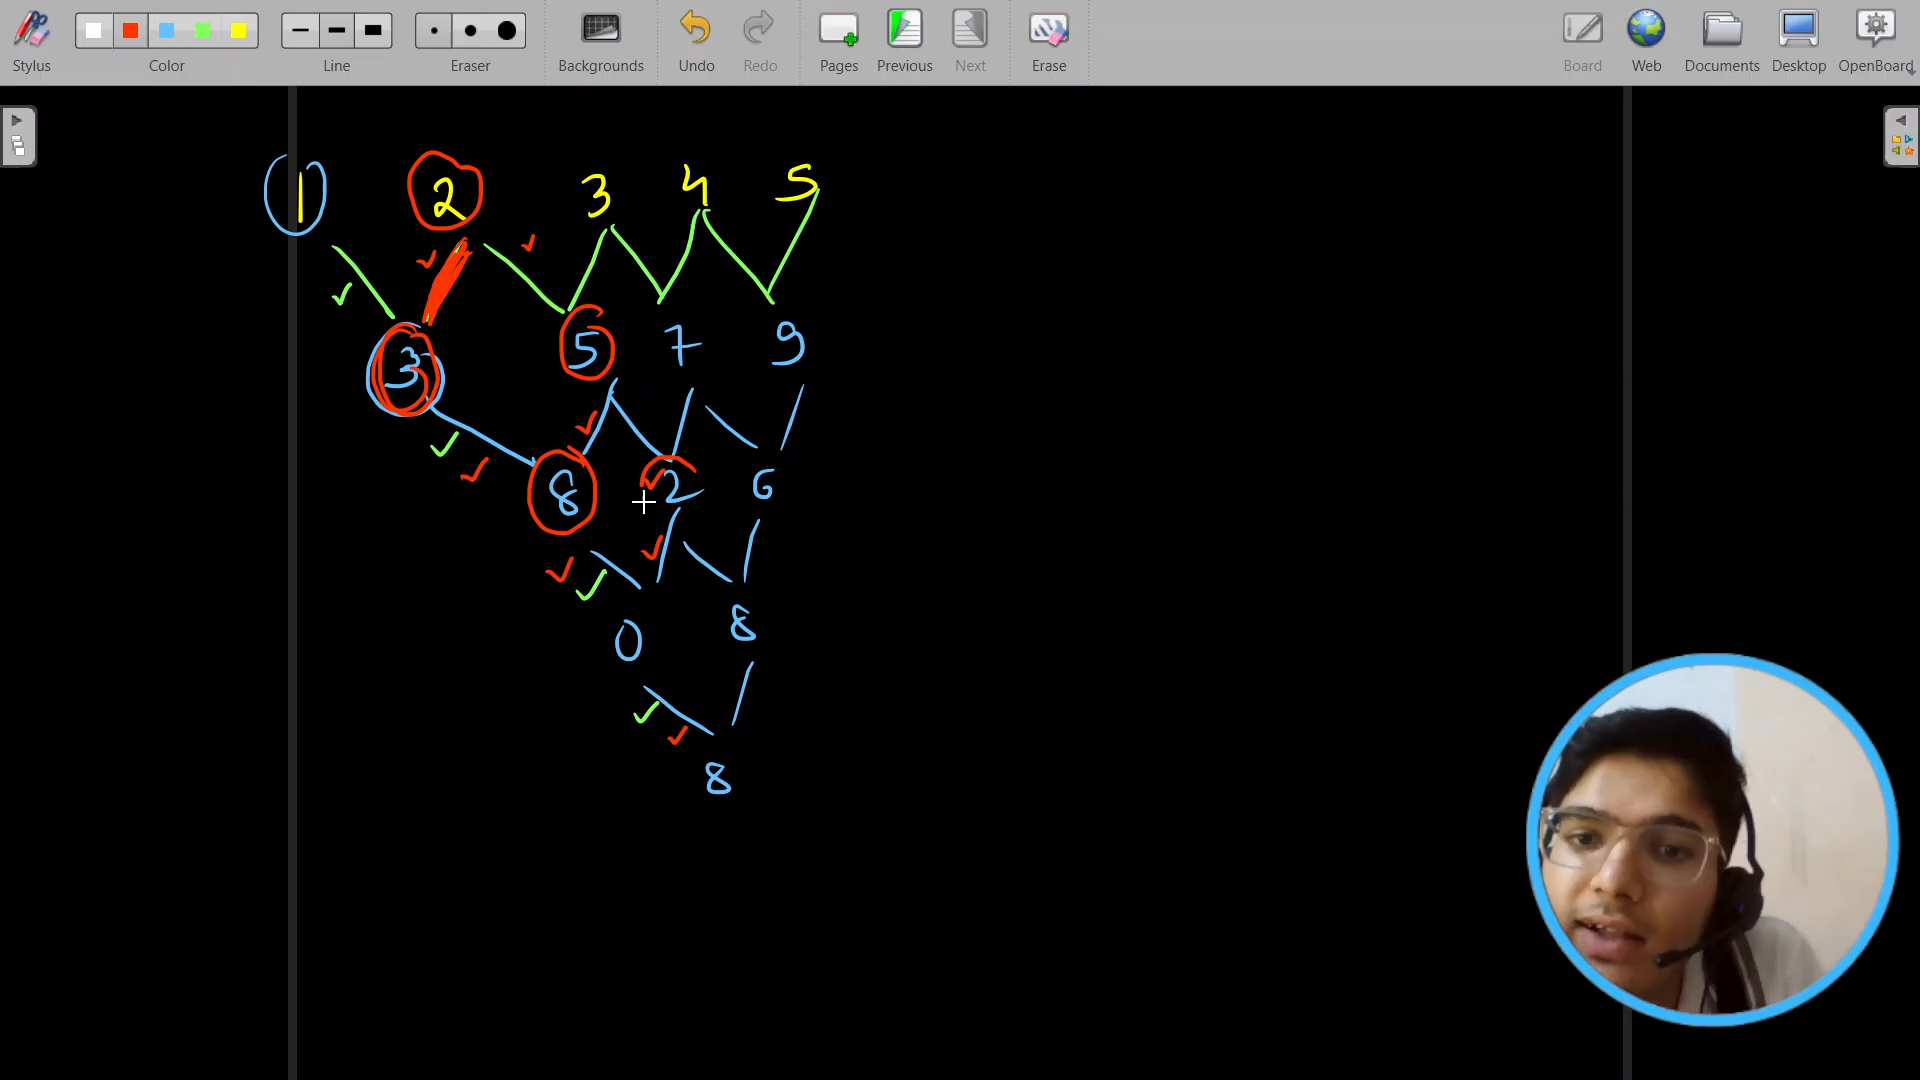 Stylus Color Line Eraser Backgrounds Undo Redo Pages Previous Next Erase Board Web Documents Desktop OpenBoard
1 2 3 4 5
3 5 7 9
8 2 6
0 8
8